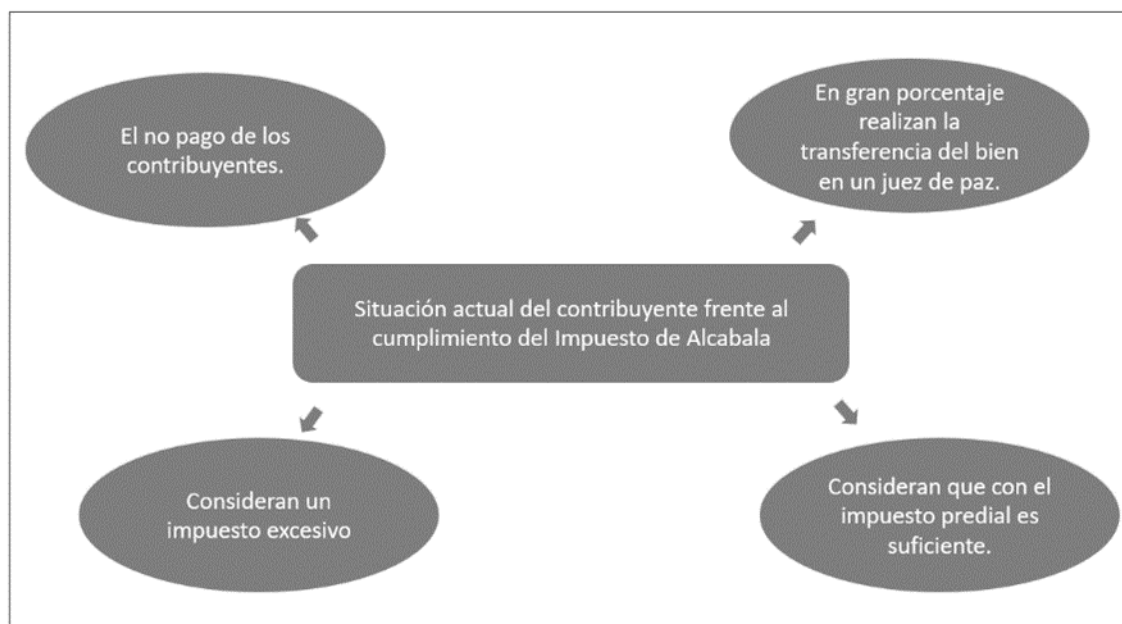 El no pago de los
contribuyentes.
En gran porcentaje
realizan la
transferencia del bien
en un juez de paz.
Situación actual del contribuyente frente al
cumplimiento del Impuesto de Alcabala
Consideran un
impuesto excesivo
Consideran que con el
impuesto predial es
suficiente.